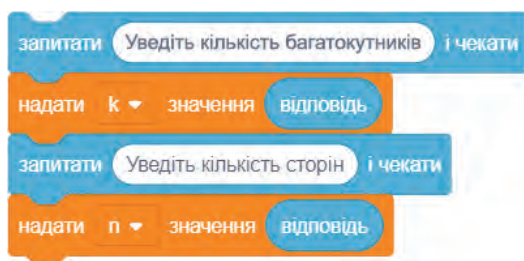 запитати Уведіть кількість багатокутників і чекати
надати k значення відповідь
запитати Уведіть кількість сторін і чекати
надати n значення відповідь